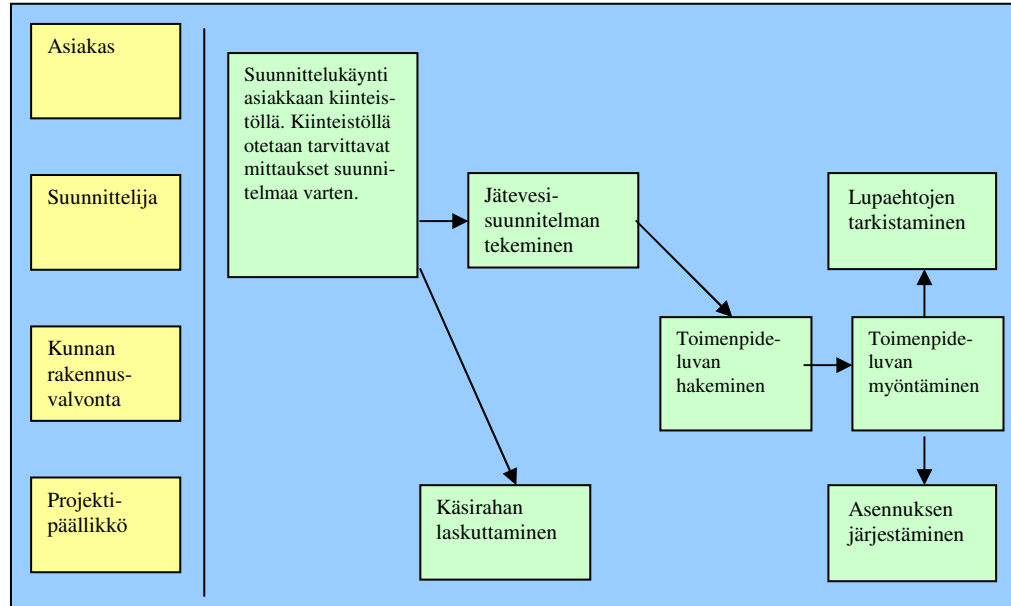 Asiakas
Suunnittelija
Kunnan
rakennus-
valvonta
Projekti-
päällikkö
Suunnittelukäynti
asiakkaan kiinteis-
töllä. Kiinteistöllä
otetaan tarvittavat
mittaukset suunni-
telmaa varten.
Jätevesi-
suunnitelman
tekeminen
Käsirahan
laskuttaminen
Toimenpide-
luvan
hakeminen
Toimenpide-
luvan
myöntäminen
Lupaehtojen
tarkistaminen
Asennuksen
järjestäminen